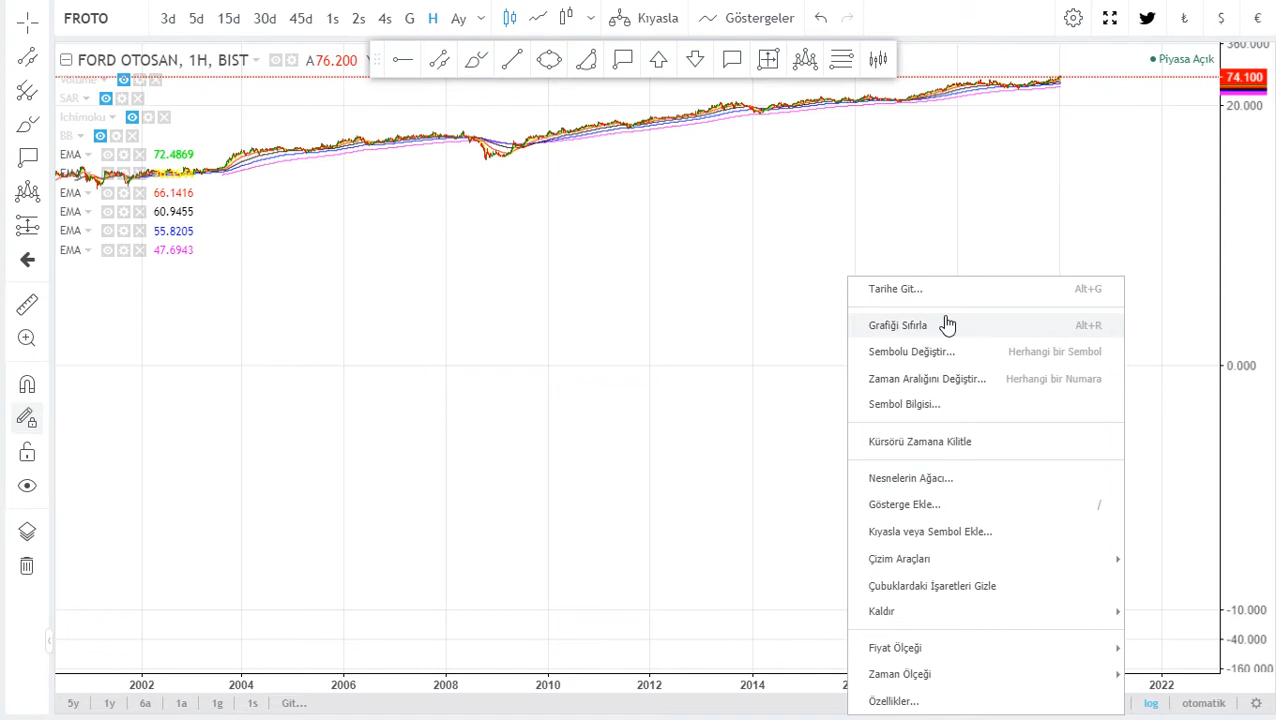 FROTO 3d 5d 15d 30d 45d 1s 2s 4s G H Ay Kıyasla Göstergeler ₺ $ €
FORD OTOSAN, 1H, BIST A76.200
Piyasa Açık
Volume
SAR
Ichimoku
BB
EMA 72.4869
EMA
EMA 66.1416
EMA 60.9455
EMA 55.8205
EMA 47.6943
360.000
74.100
20.000
0.000
-10.000
-40.000
-160.000
Tarihe Git... Alt+G
Grafiği Sıfırla Alt+R
Sembolu Değiştir... Herhangi bir Sembol
Zaman Aralığını Değiştir... Herhangi bir Numara
Sembol Bilgisi...
Kürsörü Zamana Kilitle
Nesnelerin Ağacı...
Gösterge Ekle... /
Kıyasla veya Sembol Ekle...
Çizim Araçları
Çubuklardaki İşaretleri Gizle
Kaldır
Fiyat Ölçeği
Zaman Ölçeği
Özellikler...
2002 2004 2006 2008 2010 2012 2014 2022
5y 1y 6a 1a 1g 1s Git... log otomatik